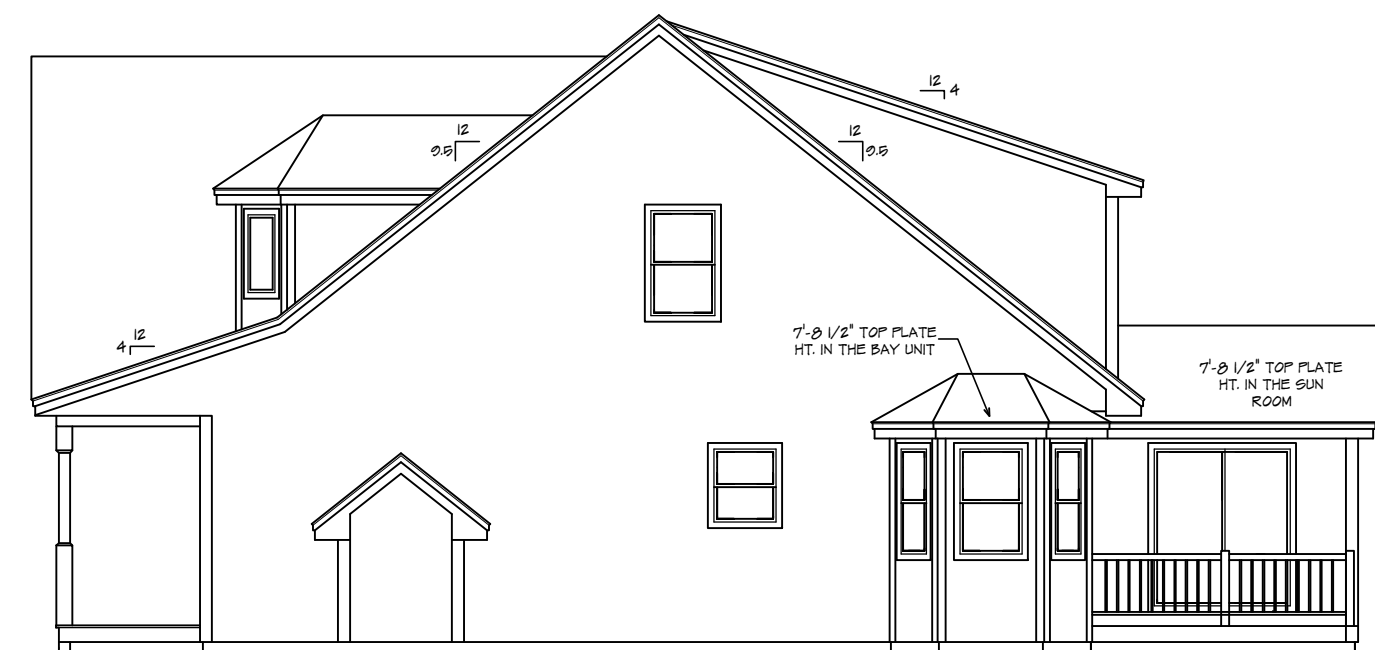 12
4
12
9.5
12
9.5
12
4
7'-8 1/2" TOP PLATE
HT. IN THE BAY UNIT
7'-8 1/2" TOP PLATE
HT. IN THE SUN
ROOM